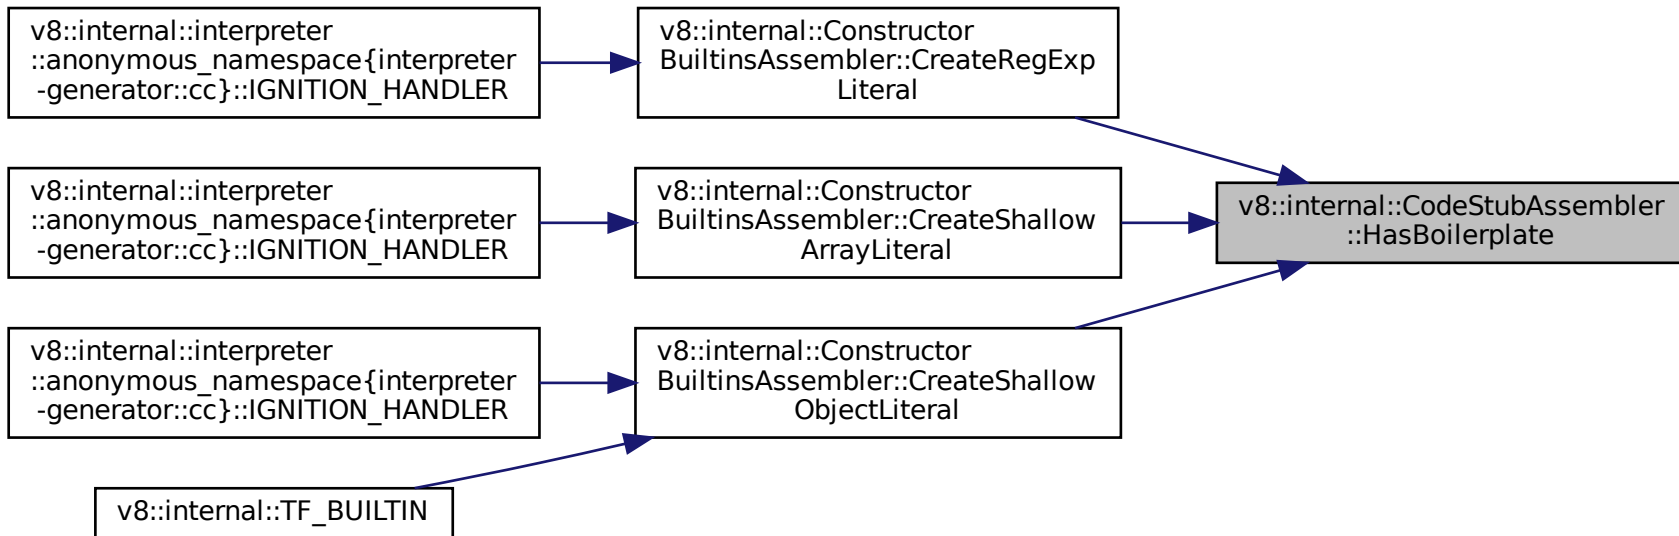 v8::internal::interpreter
::anonymous_namespace{interpreter
-generator::cc}::IGNITION_HANDLER
v8::internal::Constructor
BuiltinsAssembler::CreateRegExp
Literal
v8::internal::interpreter
::anonymous_namespace{interpreter
-generator::cc}::IGNITION_HANDLER
v8::internal::Constructor
BuiltinsAssembler::CreateShallow
ArrayLiteral
v8::internal::CodeStubAssembler
::HasBoilerplate
v8::internal::interpreter
::anonymous_namespace{interpreter
-generator::cc}::IGNITION_HANDLER
v8::internal::Constructor
BuiltinsAssembler::CreateShallow
ObjectLiteral
v8::internal::TF_BUILTIN